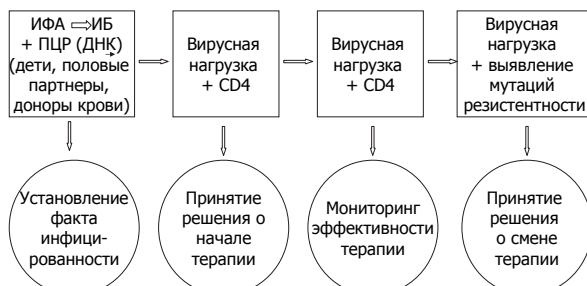 ИФА ⇒ ИБ
+ ПЦР (ДНК)
(дети, половые
партнеры,
доноры крови)
Вирусная
нагрузка
+ CD4
Вирусная
нагрузка
+ CD4
Вирусная
нагрузка
+ выявление
мутаций
резистентности
Установление
факта
инфици-
рованности
Принятие
решения о
начале
терапии
Мониторинг
эффективности
терапии
Принятие
решения
о смене
терапии